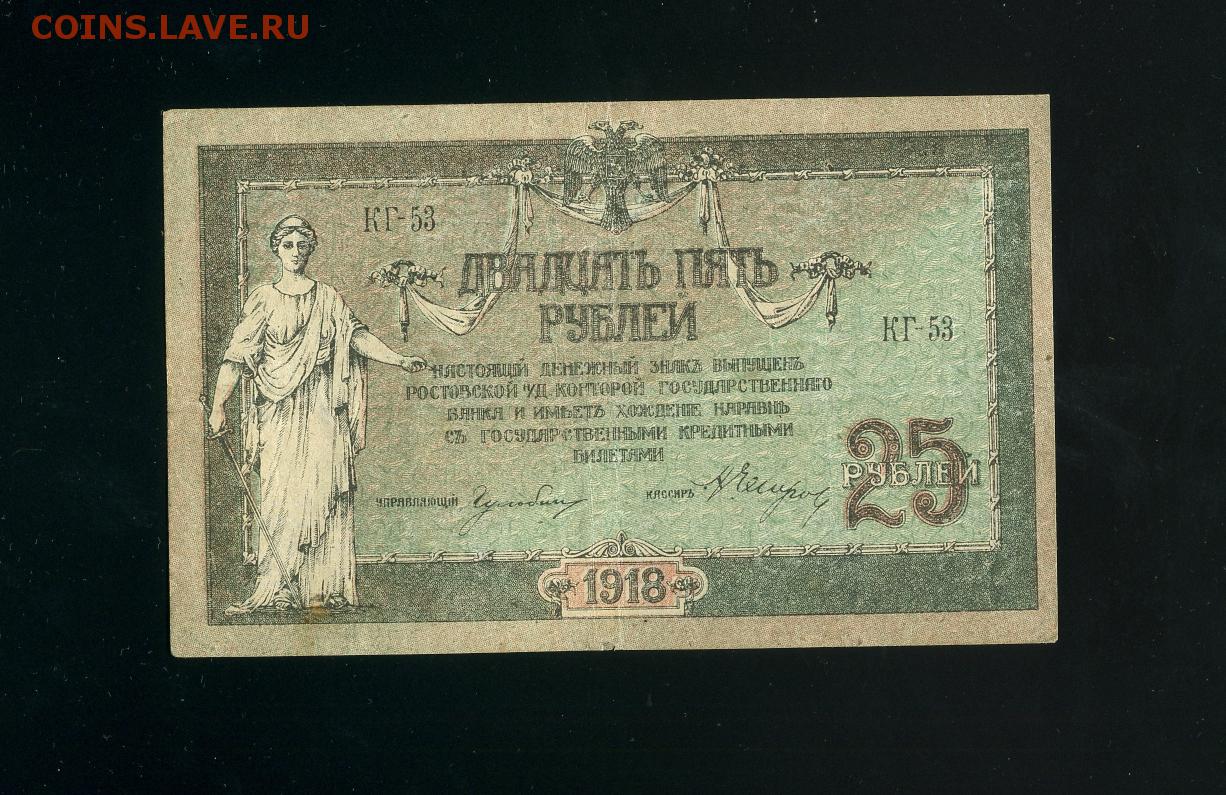 COINS.LAVE.RU
КГ-53
ДВАДЦАТЬ ПЯТЬ
РУБЛЕЙ
КГ-53
НАСТОЯЩІЙ ДЕНЕЖНЫЙ ЗНАКЪ ВЫПУЩЕНЪ
РОСТОВСКОЙ Н/Д КОНТОРОЙ ГОСУДАРСТВЕННАГО
БАНКА И ИМѢЕТЪ ХОЖДЕНІЕ НАРАВНѢ
СЪ ГОСУДАРСТВЕННЫМИ КРЕДИТНЫМИ
БИЛЕТАМИ
25
РУБЛЕЙ
УПРАВЛЯЮЩІЙ КАССИРЪ
1918